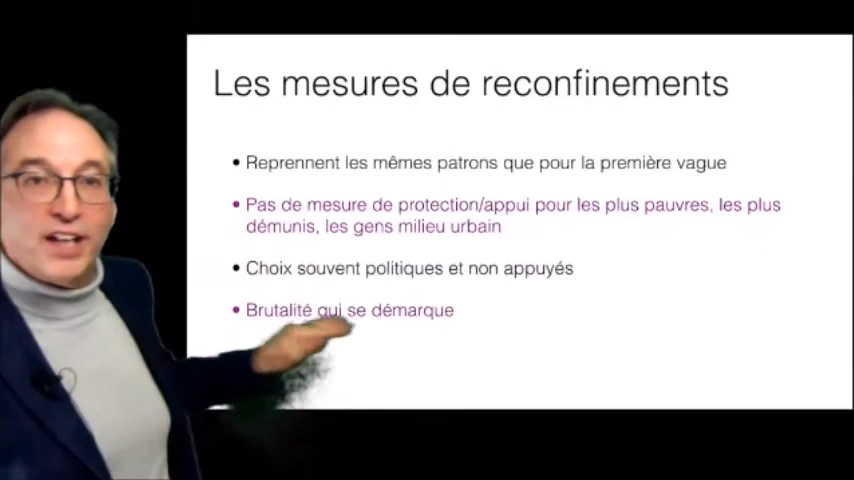 Les mesures de reconfinements
• Reprennent les mêmes patrons que pour la première vague
• Pas de mesure de protection/appui pour les plus pauvres, les plus
démunis, les gens milieu urbain
• Choix souvent politiques et non appuyés
• Brutalité qui se démarque